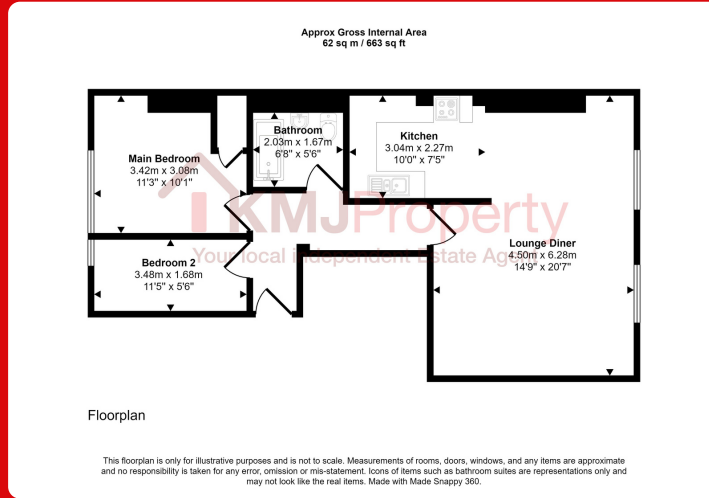 Approx Gross Internal Area
62 sq m / 663 sq ft
Main Bedroom
3.42m x 3.08m
11'3" x 10'1"
Bathroom
2.03m x 1.67m
6'8" x 5'6"
Kitchen
3.04m x 2.27m
10'0" x 7'5"
KMJ Property
Your local independent Estate Agent
Bedroom 2
3.48m x 1.68m
11'5" x 5'6"
Lounge Diner
4.50m x 6.28m
14'9" x 20'7"
Floorplan
This floorplan is only for illustrative purposes and is not to scale. Measurements of rooms, doors, windows, and any items are approximate
and no responsibility is taken for any error, omission or mis-statement. Icons of items such as bathroom suites are representations only and
may not look like the real items. Made with Made Snappy 360.